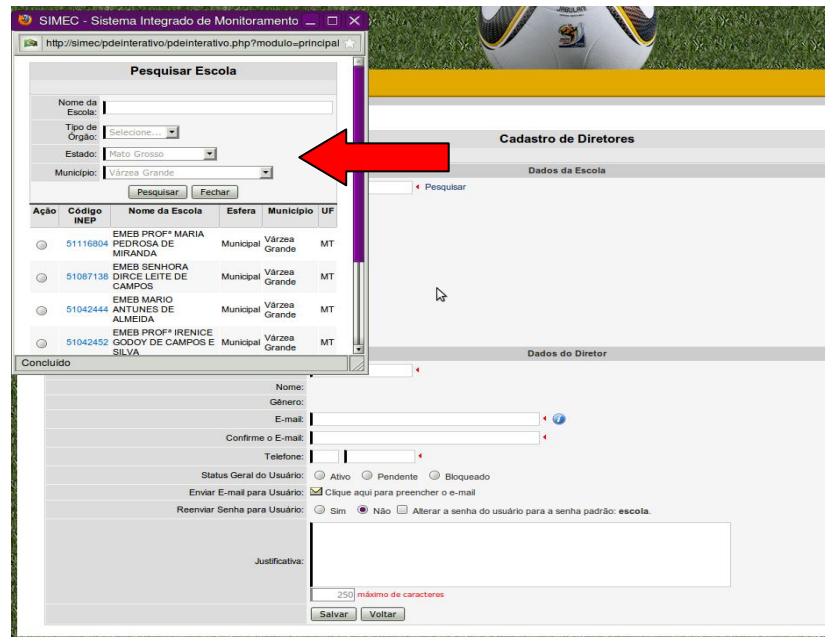 SIMEC - Sistema Integrado de Monitoramento
http://simec/pdeinterativo/pdeinterativo.php?modulo=principal
Pesquisar Escola
Nome da
Escola:
Tipo de
Órgão: Selecione...
Estado: Mato Grosso
Município: Várzea Grande
Pesquisar Fechar
Ação Código INEP Nome da Escola Esfera Município UF
51116804 EMEB PROFª MARIA PEDROSA DE MIRANDA Municipal Várzea Grande MT
51087138 EMEB SENHORA DIRCE LEITE DE CAMPOS Municipal Várzea Grande MT
51042444 EMEB MARIO ANTUNES DE ALMEIDA Municipal Várzea Grande MT
51042452 EMEB PROFª IRENICE GODOY DE CAMPOS E SILVA Municipal Várzea Grande MT
Concluído
JABULANI
Cadastro de Diretores
Dados da Escola
Pesquisar
Dados do Diretor
Nome:
Gênero:
E-mail:
Confirme o E-mail:
Telefone:
Status Geral do Usuário: Ativo Pendente Bloqueado
Enviar E-mail para Usuário: Clique aqui para preencher o e-mail
Reenviar Senha para Usuário: Sim Não Alterar a senha do usuário para a senha padrão: escola.
Justificativa:
250 máximo de caracteres
Salvar Voltar